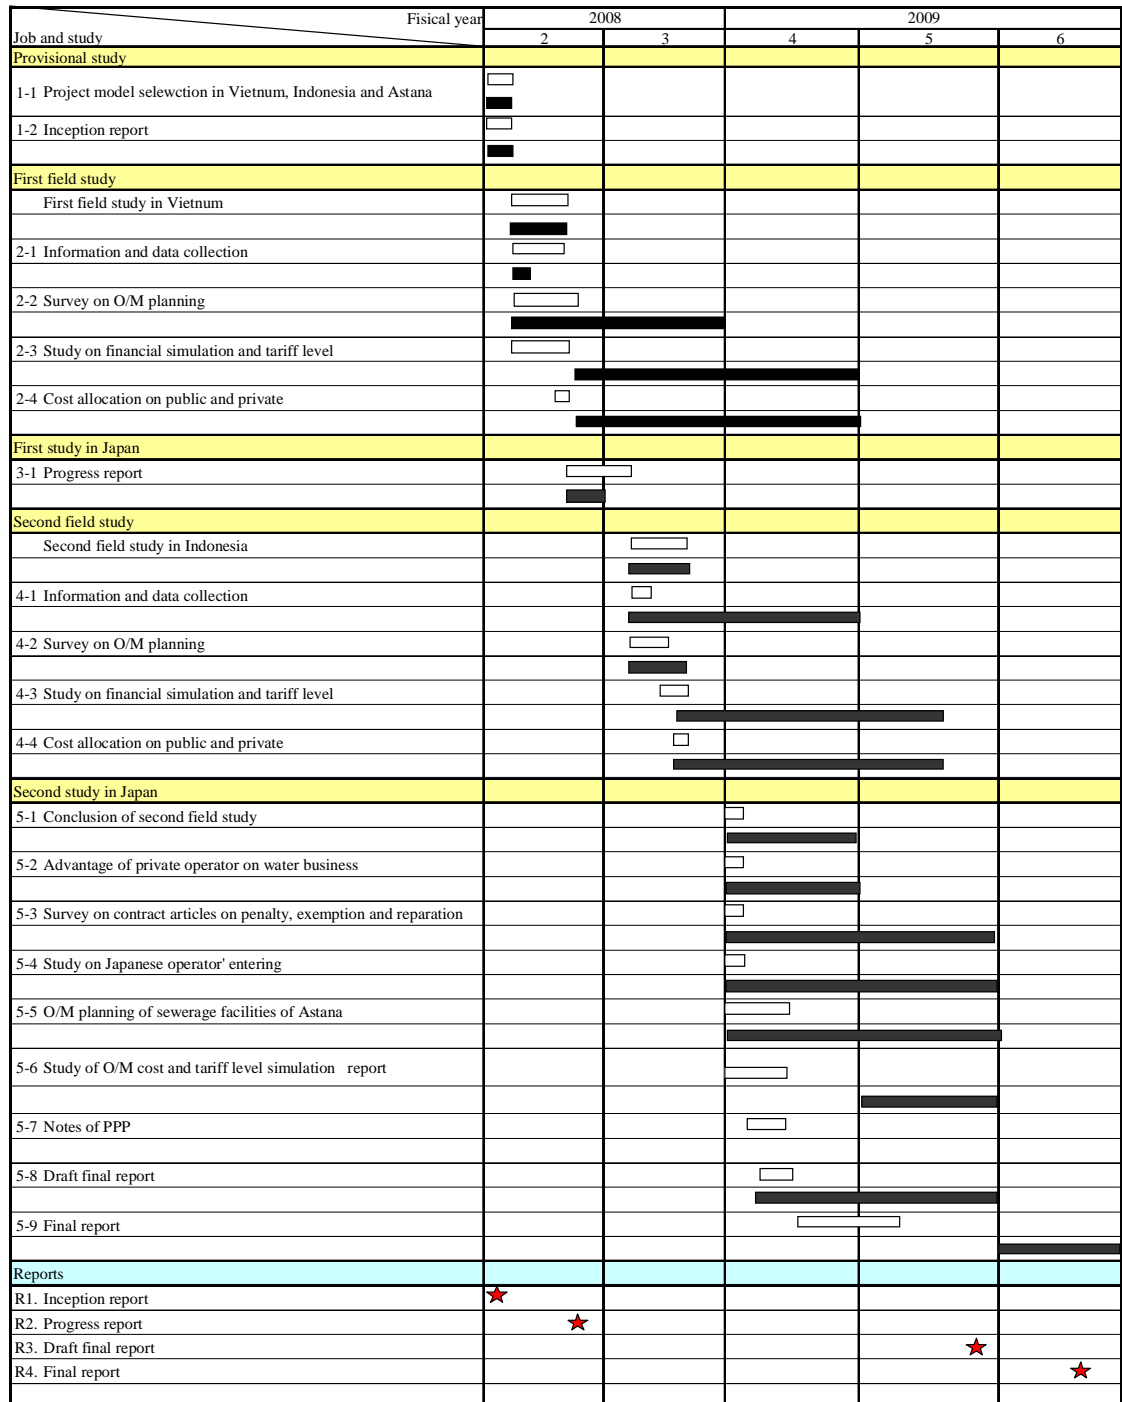 Fisical year 2008 2009
Job and study 2 3 4 5 6
Provisional study
1-1 Project model selewction in Vietnum, Indonesia and Astana
1-2 Inception report
First field study
First field study in Vietnum
2-1 Information and data collection
2-2 Survey on O/M planning
2-3 Study on financial simulation and tariff level
2-4 Cost allocation on public and private
First study in Japan
3-1 Progress report
Second field study
Second field study in Indonesia
4-1 Information and data collection
4-2 Survey on O/M planning
4-3 Study on financial simulation and tariff level
4-4 Cost allocation on public and private
Second study in Japan
5-1 Conclusion of second field study
5-2 Advantage of private operator on water business
5-3 Survey on contract articles on penalty, exemption and reparation
5-4 Study on Japanese operator' entering
5-5 O/M planning of sewerage facilities of Astana
5-6 Study of O/M cost and tariff level simulation report
5-7 Notes of PPP
5-8 Draft final report
5-9 Final report
Reports
R1. Inception report
R2. Progress report
R3. Draft final report
R4. Final report